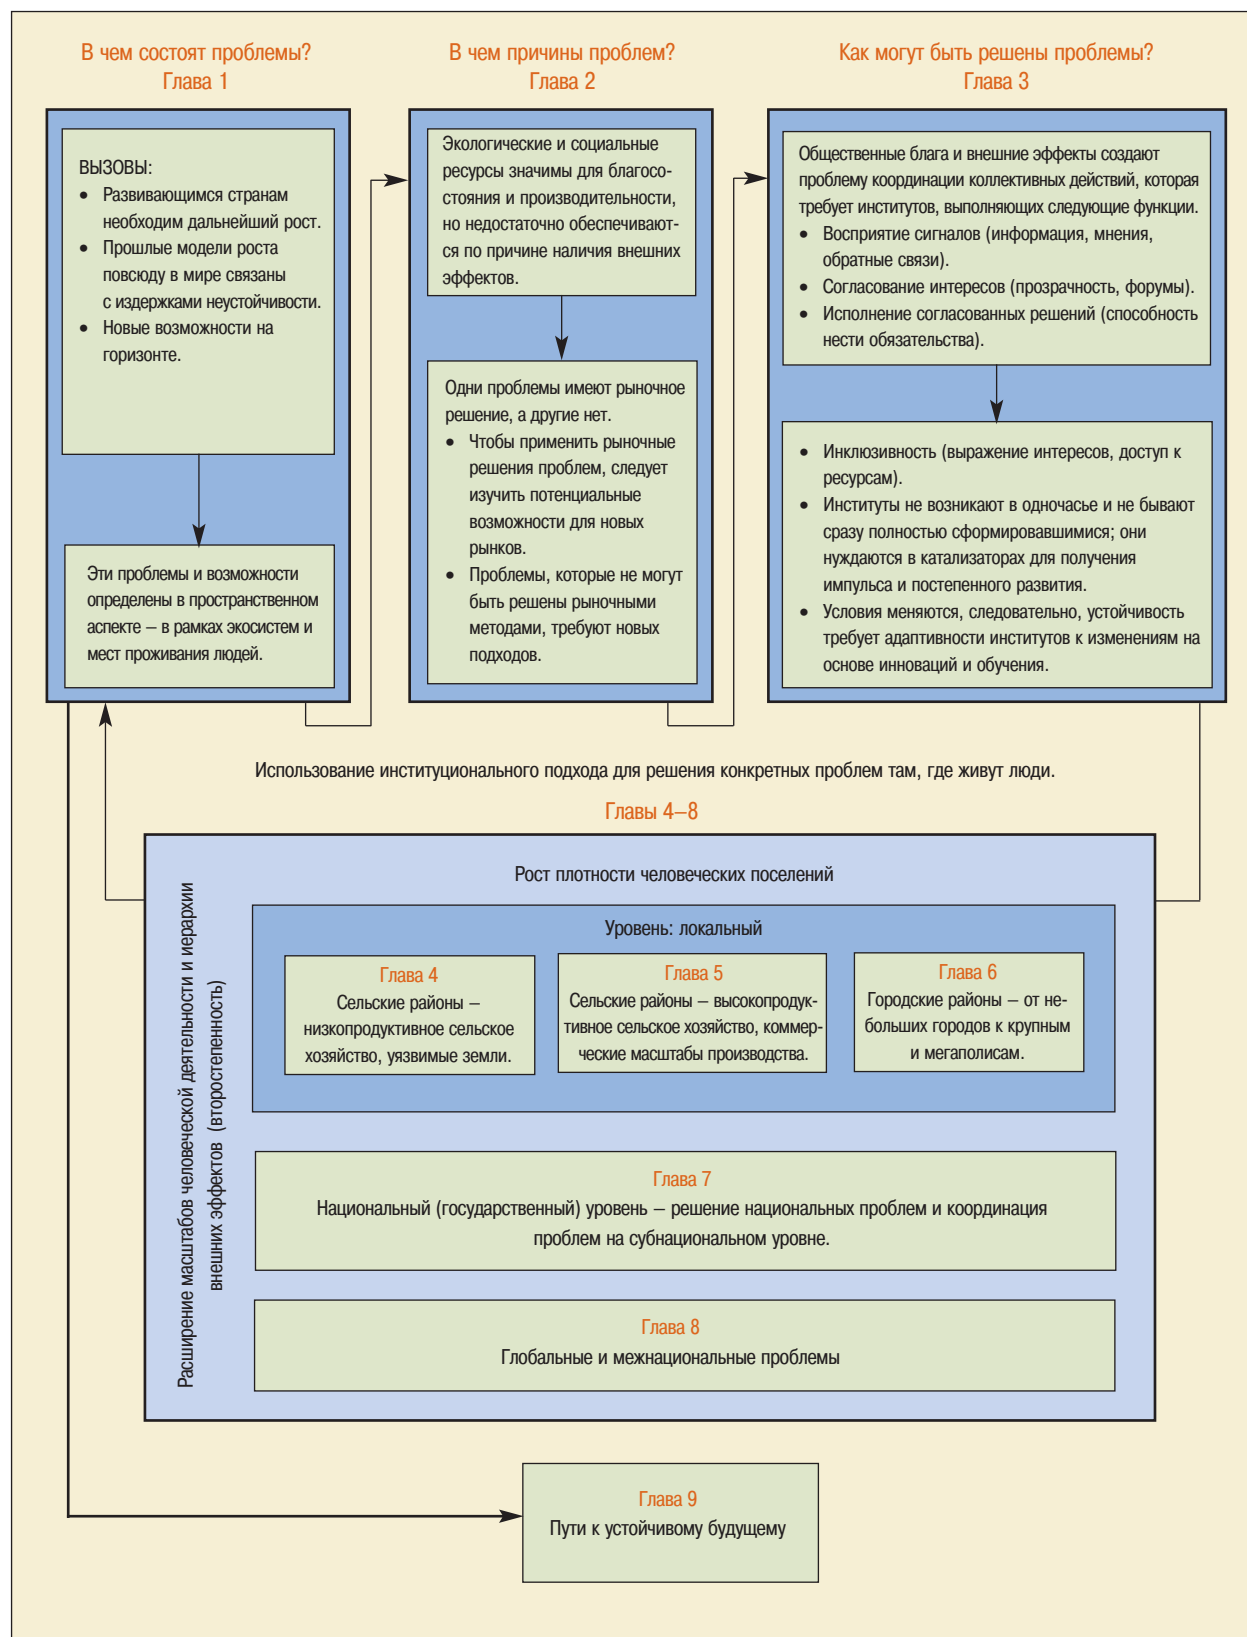 В чем состоят проблемы?
Глава 1
ВЫЗОВЫ:
• Развивающимся странам
необходим дальнейший рост.
• Прошлые модели роста
повсюду в мире связаны
с издержками неустойчивости.
• Новые возможности на
горизонте.
Эти проблемы и возможности
определены в пространственном
аспекте – в рамках экосистем и
мест проживания людей.
В чем причины проблем?
Глава 2
Экологические и социальные
ресурсы значимы для благосо-
стояния и производительности,
но недостаточно обеспечивают-
ся по причине наличия внешних
эффектов.
Одни проблемы имеют рыночное
решение, а другие нет.
• Чтобы применить рыночные
решения проблем, следует
изучить потенциальные
возможности для новых
рынков.
• Проблемы, которые не могут
быть решены рыночными
методами, требуют новых
подходов.
Как могут быть решены проблемы?
Глава 3
Общественные блага и внешние эффекты создают
проблему координации коллективных действий, которая
требует институтов, выполняющих следующие функции.
• Восприятие сигналов (информация, мнения,
обратные связи).
• Согласование интересов (прозрачность, форумы).
• Исполнение согласованных решений (способность
нести обязательства).
• Инклюзивность (выражение интересов, доступ к
ресурсам).
• Институты не возникают в одночасье и не бывают
сразу полностью сформировавшимися; они
нуждаются в катализаторах для получения
импульса и постепенного развития.
• Условия меняются, следовательно, устойчивость
требует адаптивности институтов к изменениям на
основе инноваций и обучения.
Использование институционального подхода для решения конкретных проблем там, где живут люди.
Главы 4–8
Расширение масштабов человеческой деятельности и иерархии
внешних эффектов (второстепенность)
Рост плотности человеческих поселений
Уровень: локальный
Глава 4
Сельские районы –
низкопродуктивное сельское
хозяйство, уязвимые земли.
Глава 5
Сельские районы – высокопродук-
тивное сельское хозяйство, коммер-
ческие масштабы производства.
Глава 6
Городские районы – от не-
больших городов к крупным
и мегаполисам.
Глава 7
Национальный (государственный) уровень – решение национальных проблем и координация
проблем на субнациональном уровне.
Глава 8
Глобальные и межнациональные проблемы
Глава 9
Пути к устойчивому будущему